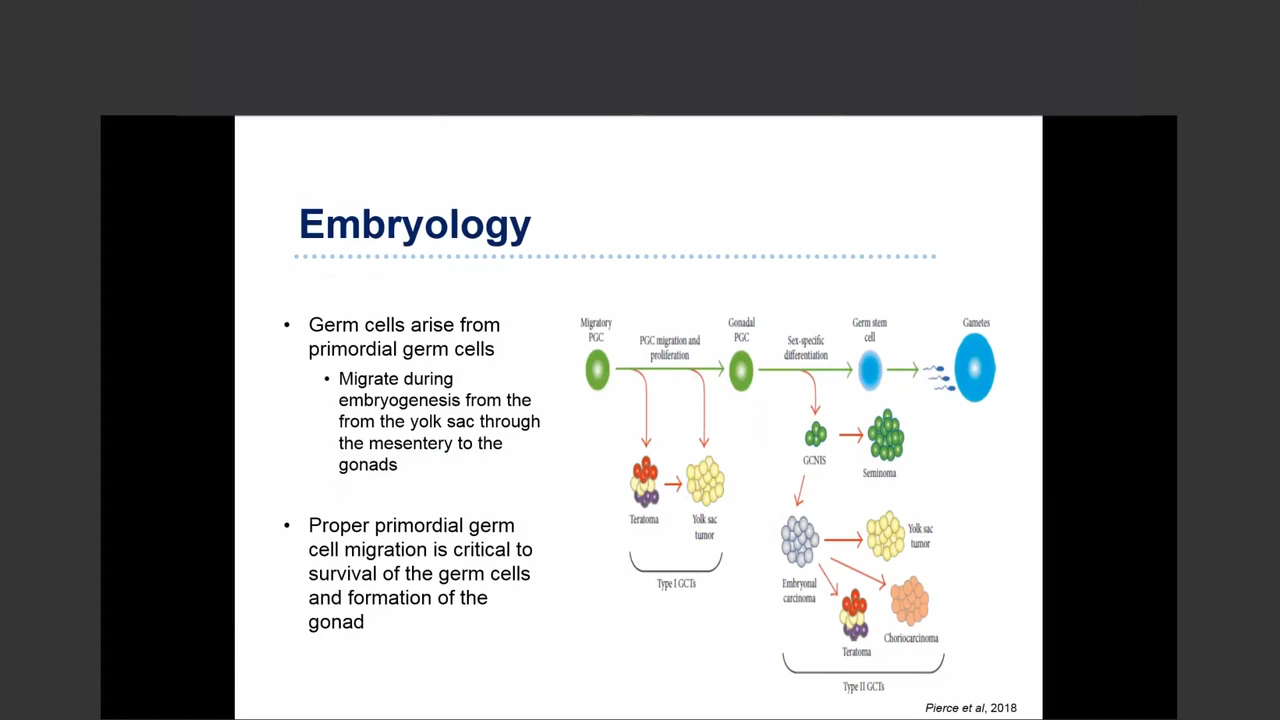 Embryology
• Germ cells arise from
primordial germ cells
• Migrate during
embryogenesis from the
from the yolk sac through
the mesentery to the
gonads
• Proper primordial germ
cell migration is critical to
survival of the germ cells
and formation of the
gonad
Migratory
PGC
PGC migration and
proliferation
Gonadal
PGC
Sex-specific
differentiation
Germ stem
cell
Gametes
GCNIS
Seminoma
Teratoma
Yolk sac
tumor
Type I GCTs
Embryonal
carcinoma
Yolk sac
tumor
Choriocarcinoma
Teratoma
Type II GCTs
Pierce et al, 2018